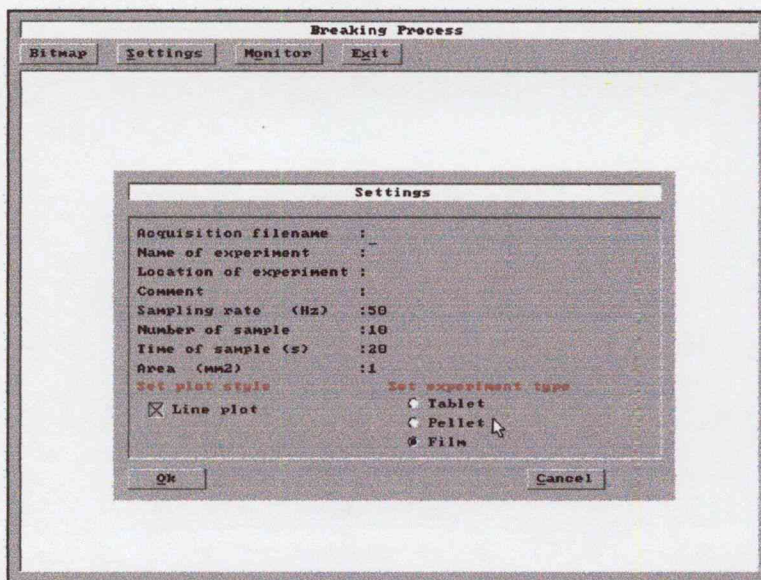 Breaking Process
Bitmap Settings Monitor Exit
Settings
Acquisition filename :_
Name of experiment :
Location of experiment :
Comment :
Sampling rate (Hz) :50
Number of sample :10
Time of sample (s) :20
Area (mm2) :1
Set plot style Set experiment type
Line plot
Tablet
Pellet
Film
Ok Cancel